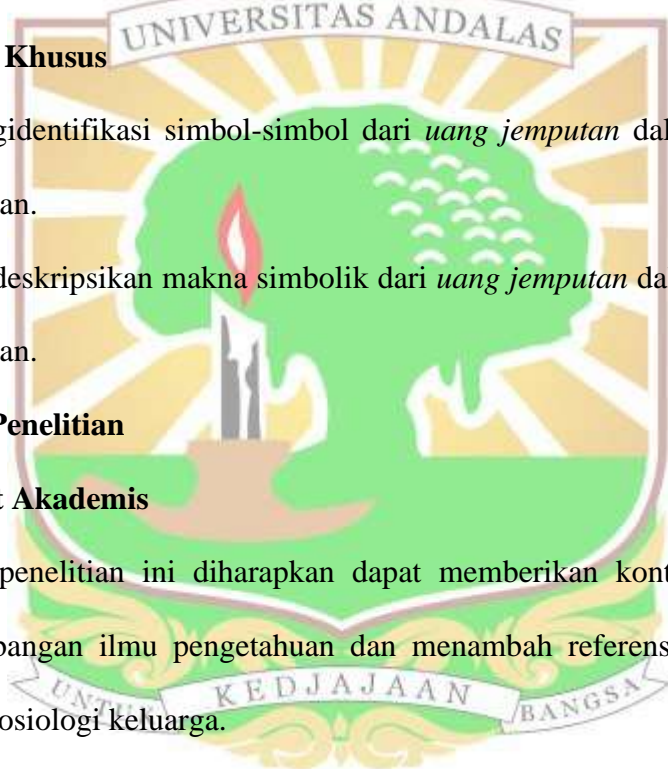 UNIVERSITAS ANDALAS
Khusus
gidentifikasi simbol-simbol dari uang jemputan dal
an.
deskripsikan makna simbolik dari uang jemputan da
an.
Penelitian
t Akademis
penelitian ini diharapkan dapat memberikan kont
bangan ilmu pengetahuan dan menambah referens
osiologi keluarga.
UNTUK KEDJAJAAN BANGSA